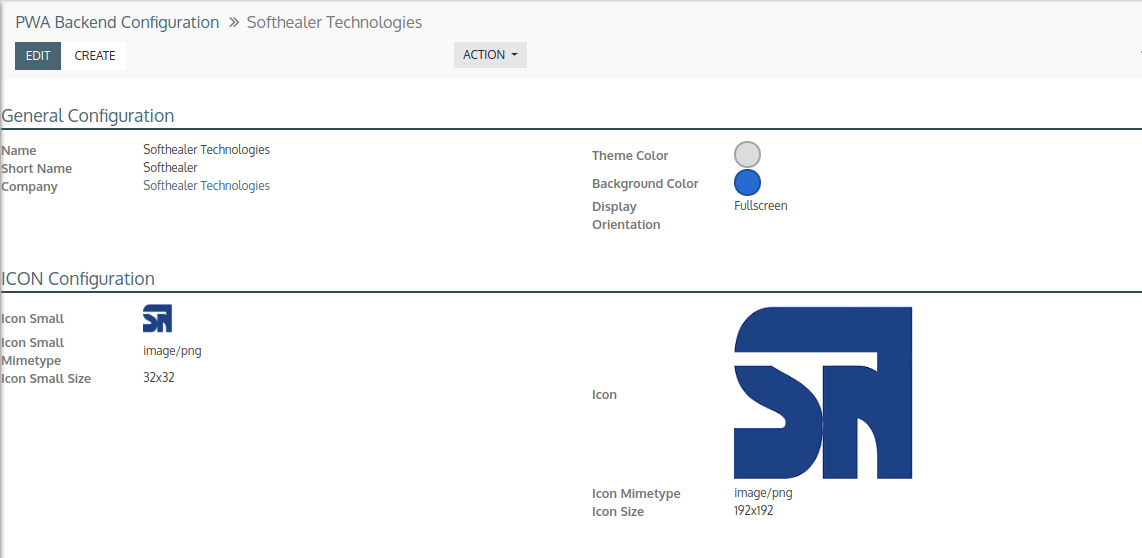 PWA Backend Configuration » Softhealer Technologies
EDIT CREATE ACTION
General Configuration
Name Softhealer Technologies
Short Name Softhealer
Company Softhealer Technologies
Theme Color
Background Color
Display Fullscreen
Orientation
ICON Configuration
Icon Small
Icon Small
Mimetype image/png
Icon Small Size 32x32
Icon
Icon Mimetype image/png
Icon Size 192x192